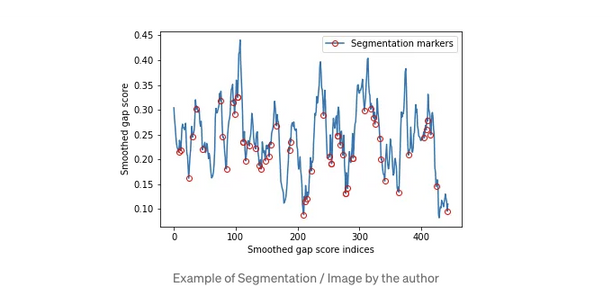 0.45
0.40
0.35
0.30
0.25
0.20
0.15
0.10
Smoothed gap score
Segmentation markers
0 100 200 300 400
Smoothed gap score indices
Example of Segmentation / Image by the author